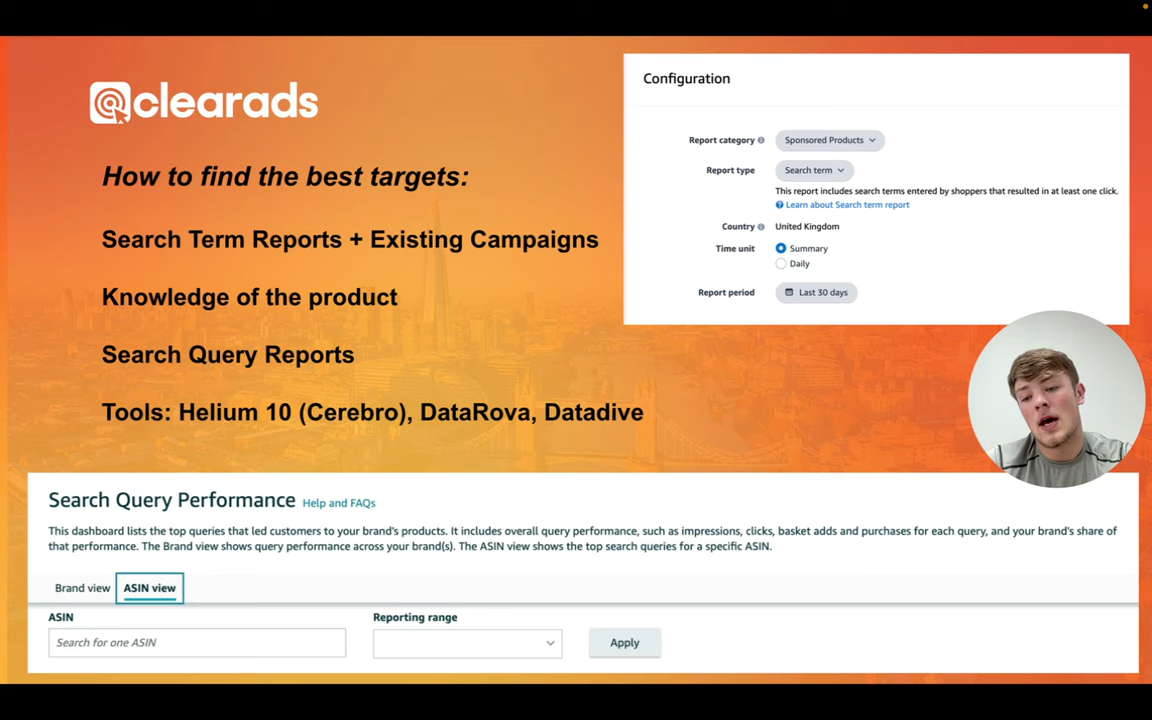 clearads
How to find the best targets:
Search Term Reports + Existing Campaigns
Knowledge of the product
Search Query Reports
Tools: Helium 10 (Cerebro), DataRova, Datadive
Configuration
Report category
Sponsored Products
Report type
Search term
This report includes search terms entered by shoppers that resulted in at least one click.
Learn about Search term report
Country
United Kingdom
Time unit
Summary
Daily
Report period
Last 30 days
Search Query Performance Help and FAQs
This dashboard lists the top queries that led customers to your brand's products. It includes overall query performance, such as impressions, clicks, basket adds and purchases for each query, and your brand's share of
that performance. The Brand view shows query performance across your brand(s). The ASIN view shows the top search queries for a specific ASIN.
Brand view ASIN view
ASIN
Search for one ASIN
Reporting range
Apply